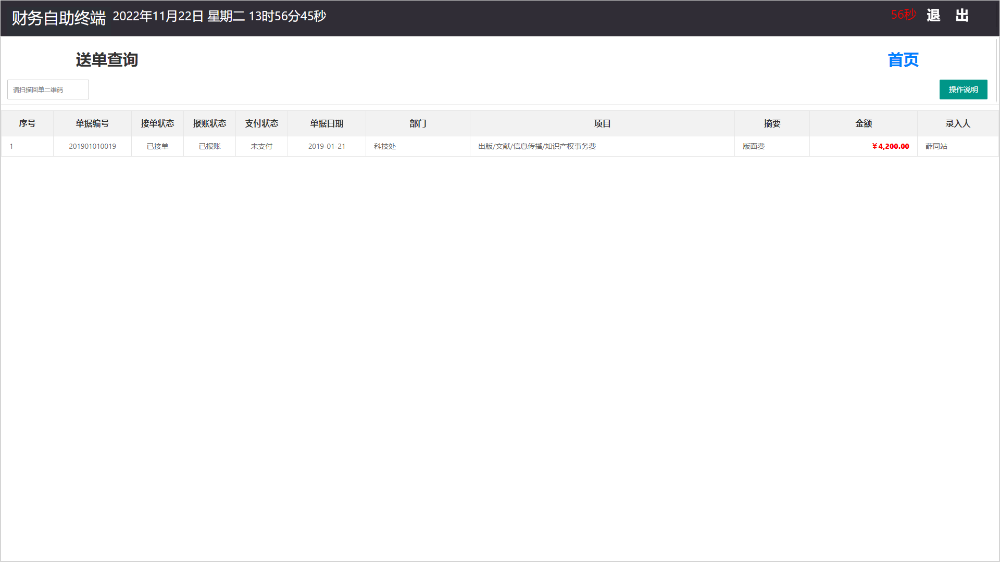 财务自助终端 2022年11月22日 星期二 13时56分45秒 56秒 退 出
送单查询 首页
请扫描回单二维码 操作说明
序号 单据编号 接单状态 报账状态 支付状态 单据日期 部门 项目 摘要 金额 录入人
1 201901010019 已接单 已报账 未支付 2019-01-21 科技处 出版/文献/信息传播/知识产权事务费 版面费 ¥4,200.00 薛同站